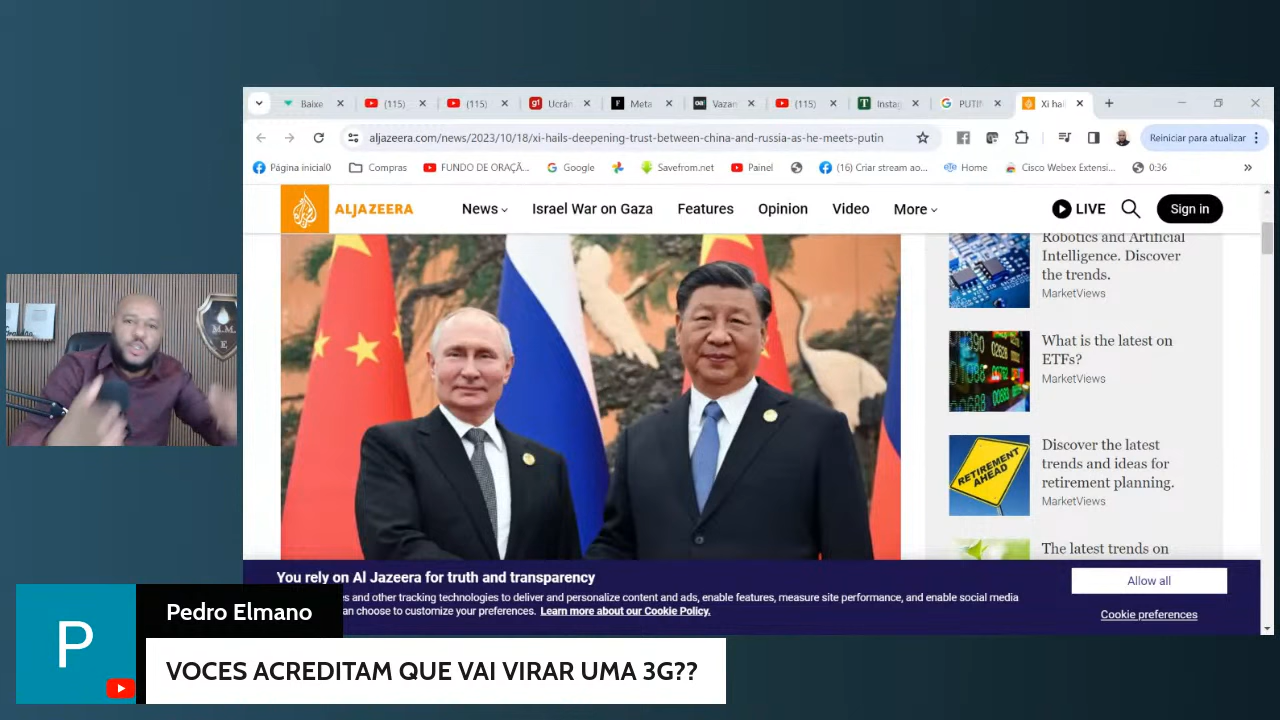 Baixe
(115)
(115)
Ucrân
Meta
Vazan
(115)
Instag
PUTIN
Xi hai
aljazeera.com/news/2023/10/18/xi-hails-deepening-trust-between-china-and-russia-as-he-meets-putin
Reiniciar para atualizar
Página inicial0
Compras
FUNDO DE ORAÇÃ...
Google
Savefrom.net
Painel
(16) Criar stream ao...
Home
Cisco Webex Extensi...
0:36
ALJAZEERA
News
Israel War on Gaza
Features
Opinion
Video
More
LIVE
Sign in
Robotics and Artificial
Intelligence. Discover
the trends.
MarketViews
What is the latest on
ETFs?
MarketViews
RETIREMENT
AHEAD
Discover the latest
trends and ideas for
retirement planning.
MarketViews
The latest trends on
M.M.
E
You rely on Al Jazeera for truth and transparency
es and other tracking technologies to deliver and personalize content and ads, enable features, measure site performance, and enable social media
an choose to customize your preferences. Learn more about our Cookie Policy.
Allow all
Cookie preferences
P
Pedro Elmano
VOCES ACREDITAM QUE VAI VIRAR UMA 3G??